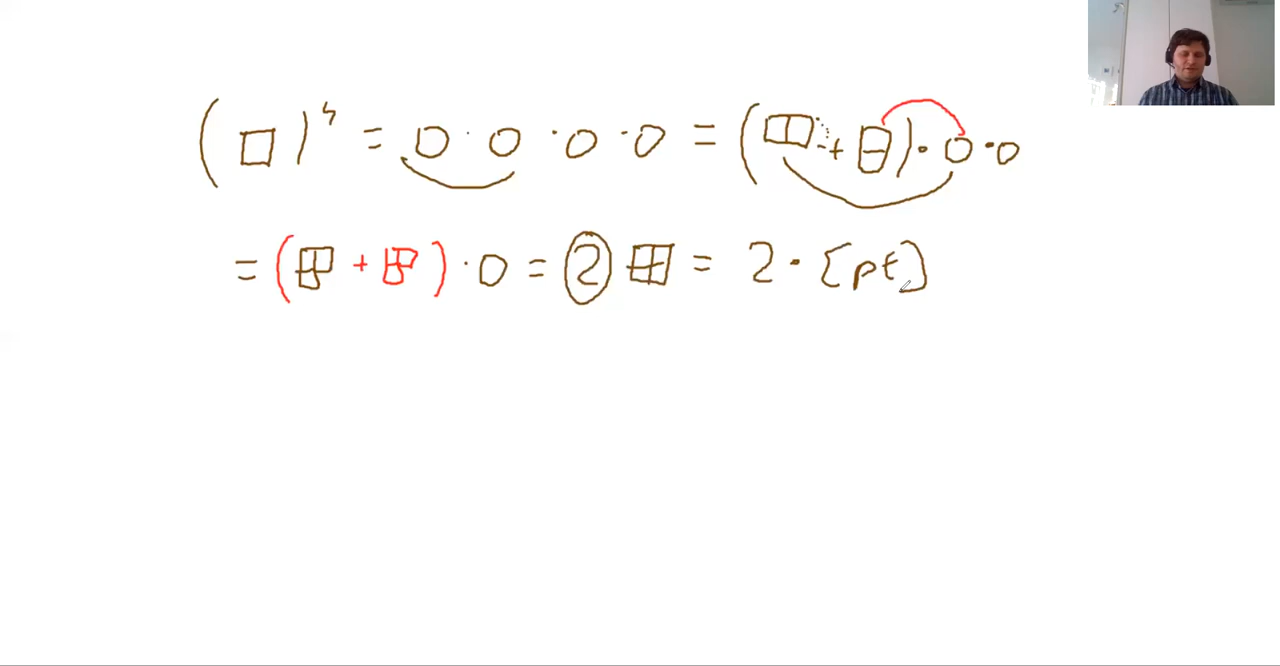 (□)⁴ = □ · □ · □ · □ = (□□ + ⊟) · □ · □
= (⊞ + ⊞) · □ = 2 ⊞ = 2 · [pt]